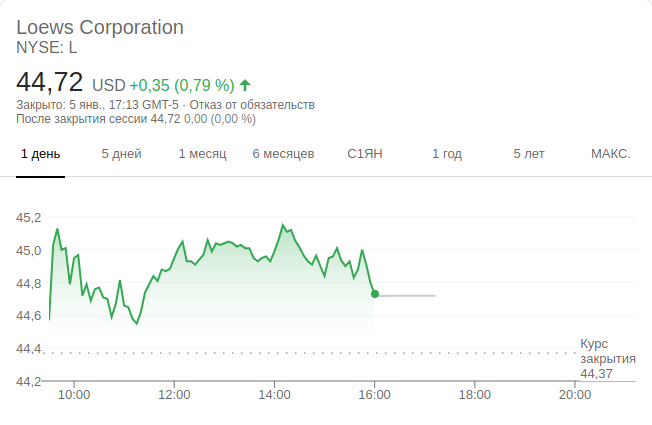 Loews Corporation
NYSE: L
44,72 USD +0,35 (0,79 %)
Закрыто: 5 янв., 17:13 GMT-5 · Отказ от обязательств
После закрытия сессии 44,72 0,00 (0,00 %)
1 день 5 дней 1 месяц 6 месяцев С1ЯН 1 год 5 лет МАКС.
45,2
45,0
44,8
44,6
44,4
44,2
Курс
закрытия
44,37
10:00 12:00 14:00 16:00 18:00 20:00